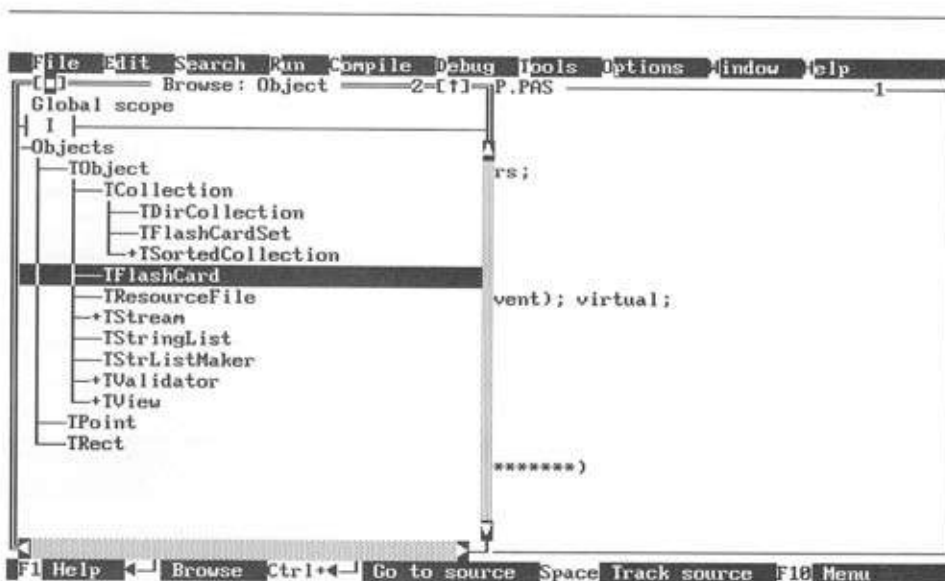 File Edit Search Run Compile Debug Tools Options Window Help
Browse: Object 2 P.PAS 1
Global scope
I
Objects
TObject
rs;
TCollection
TDirCollection
TFlashCardSet
+TSortedCollection
TFlashCard
TResourceFile vent); virtual;
+TStream
TStringList
TStrListMaker
+TValidator
+TView
TPoint
TRect
*******)
F1 Help Browse Ctrl+ Go to source Space Track source F10 Menu